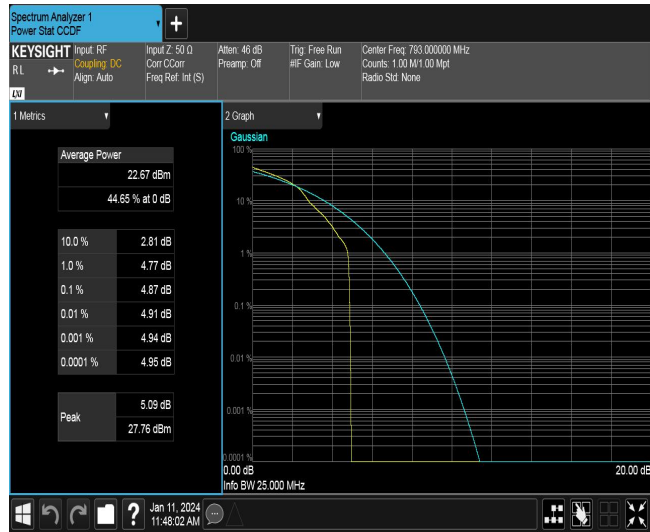 Spectrum Analyzer 1
Power Stat CCDF
+
KEYSIGHT
RL
LXI
Input: RF
Coupling: DC
Align: Auto
Input Z: 50 Ω
Corr CCorr
Freq Ref: Int (S)
Atten: 46 dB
Preamp: Off
Trig: Free Run
#IF Gain: Low
Center Freq: 793.000000 MHz
Counts: 1.00 M/1.00 Mpt
Radio Std: None
1 Metrics
Average Power
22.67 dBm
44.65 % at 0 dB
10.0 % 2.81 dB
1.0 % 4.77 dB
0.1 % 4.87 dB
0.01 % 4.91 dB
0.001 % 4.94 dB
0.0001 % 4.95 dB
Peak
5.09 dB
27.76 dBm
2 Graph
Gaussian
100 %
10 %
1 %
0.1 %
0.01 %
0.001 %
0.0001 %
0.00 dB 20.00 dB
Info BW 25.000 MHz
?
Jan 11, 2024
11:48:02 AM